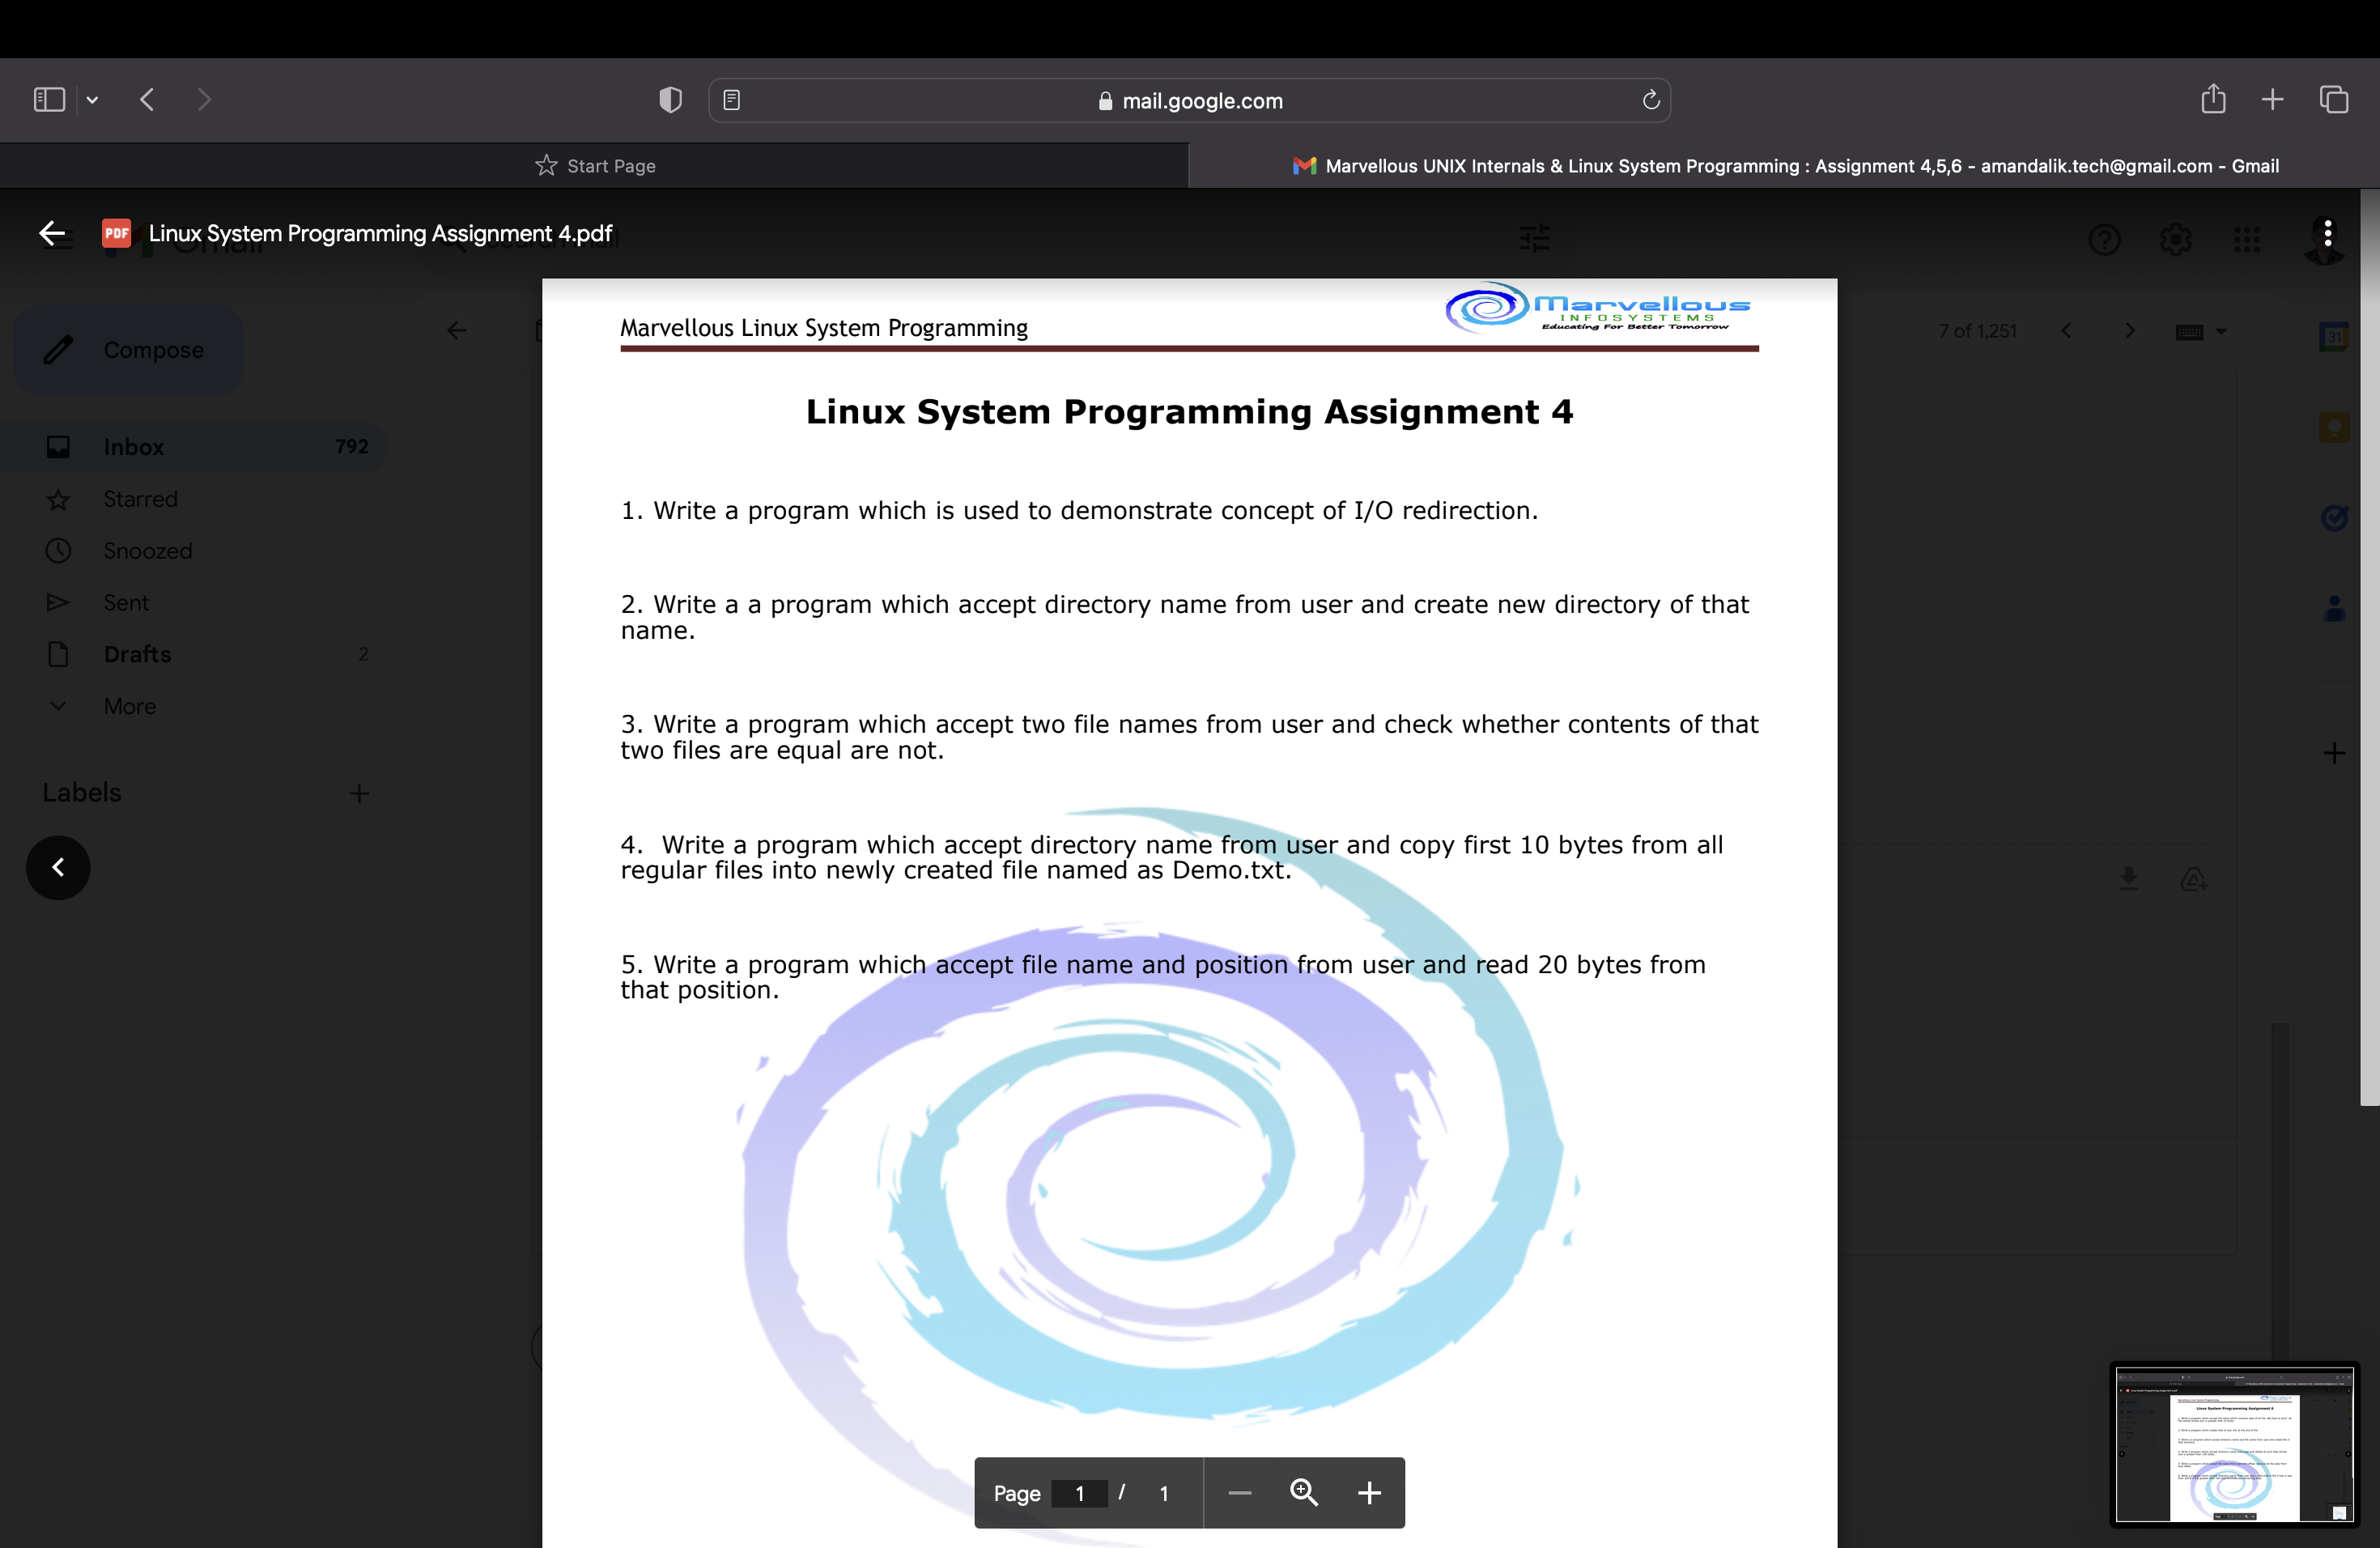 mail.google.com
Start Page
Marvellous UNIX Internals & Linux System Programming : Assignment 4,5,6 - amandalik.tech@gmail.com - Gmail
PDF Linux System Programming Assignment 4.pdf
Compose
7 of 1,251
31
Inbox 792
Starred
Snoozed
Sent
Drafts 2
More
Labels
Marvellous Linux System Programming
Marvellous
INFOSYSTEMS
Educating For Better Tomorrow
Linux System Programming Assignment 4
1. Write a program which is used to demonstrate concept of I/O redirection.
2. Write a a program which accept directory name from user and create new directory of that
name.
3. Write a program which accept two file names from user and check whether contents of that
two files are equal are not.
4. Write a program which accept directory name from user and copy first 10 bytes from all
regular files into newly created file named as Demo.txt.
5. Write a program which accept file name and position from user and read 20 bytes from
that position.
Page 1 / 1